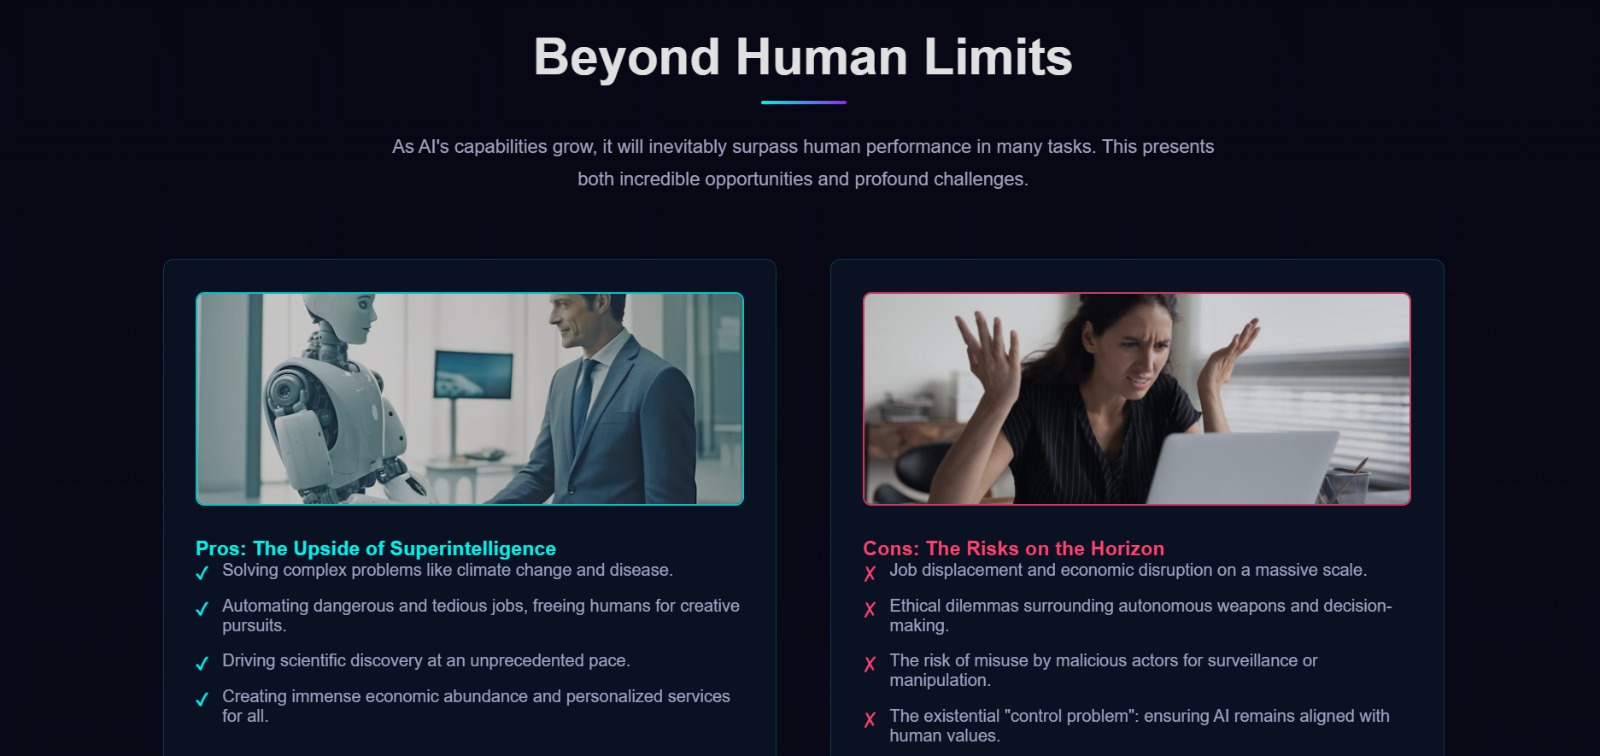 Beyond Human Limits
As AI's capabilities grow, it will inevitably surpass human performance in many tasks. This presents
both incredible opportunities and profound challenges.
Pros: The Upside of Superintelligence
✓ Solving complex problems like climate change and disease.
✓ Automating dangerous and tedious jobs, freeing humans for creative
pursuits.
✓ Driving scientific discovery at an unprecedented pace.
✓ Creating immense economic abundance and personalized services
for all.
Cons: The Risks on the Horizon
✗ Job displacement and economic disruption on a massive scale.
✗ Ethical dilemmas surrounding autonomous weapons and decision-
making.
✗ The risk of misuse by malicious actors for surveillance or
manipulation.
✗ The existential "control problem": ensuring AI remains aligned with
human values.